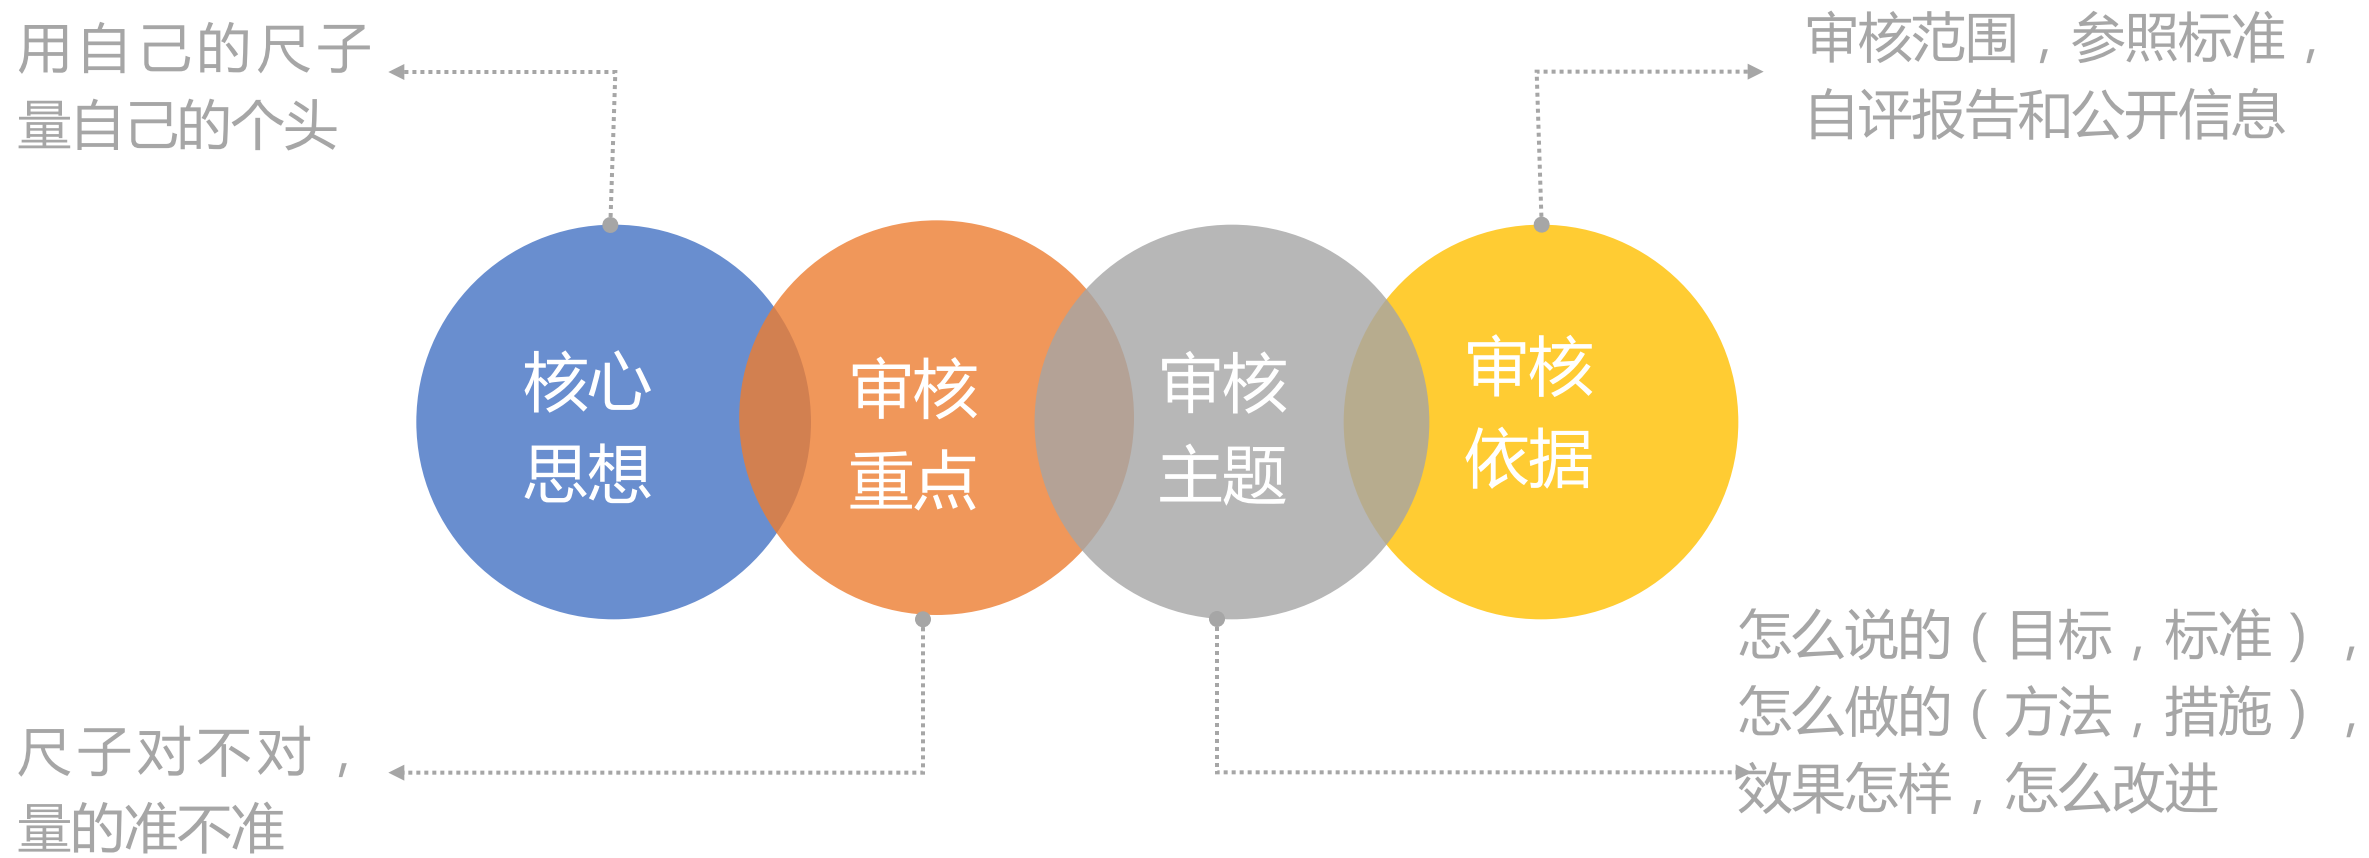 用自己的尺子
量自己的个头
审核范围，参照标准，
自评报告和公开信息
核心
思想
审核
重点
审核
主题
审核
依据
尺子对不对，
量的准不准
怎么说的（目标，标准），
怎么做的（方法，措施），
效果怎样，怎么改进